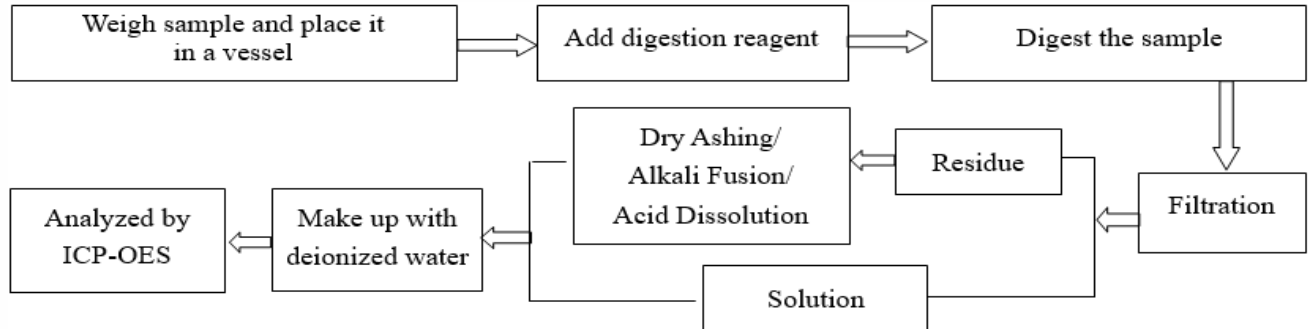 Weigh sample and place it
in a vessel
Add digestion reagent
Digest the sample
Filtration
Residue
Dry Ashing/
Alkali Fusion/
Acid Dissolution
Solution
Make up with
deionized water
Analyzed by
ICP-OES